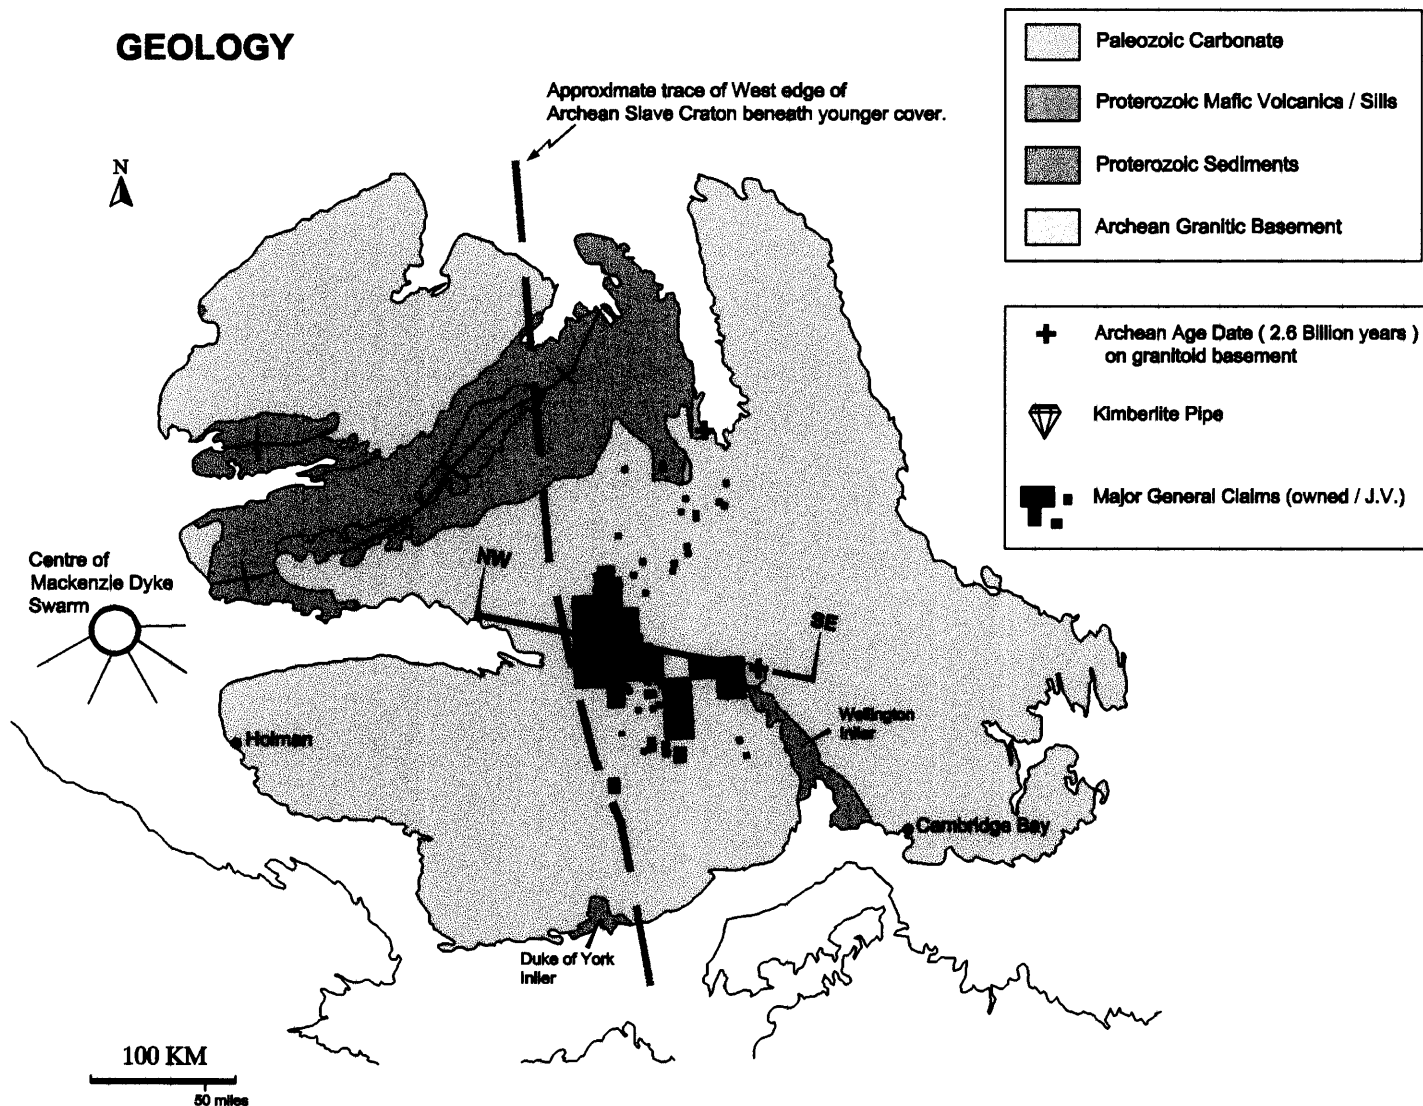 GEOLOGY
Approximate trace of West edge of
Archean Slave Craton beneath younger cover.
N
Paleozoic Carbonate
Proterozoic Mafic Volcanics / Sills
Proterozoic Sediments
Archean Granitic Basement
Archean Age Date ( 2.6 Billion years )
on granitoid basement
Kimberlite Pipe
Major General Claims (owned / J.V.)
Centre of
Mackenzie Dyke
Swarm
NW
SE
Wellington
Inlier
Holman
Cambridge Bay
Duke of York
Inlier
100 KM
50 miles